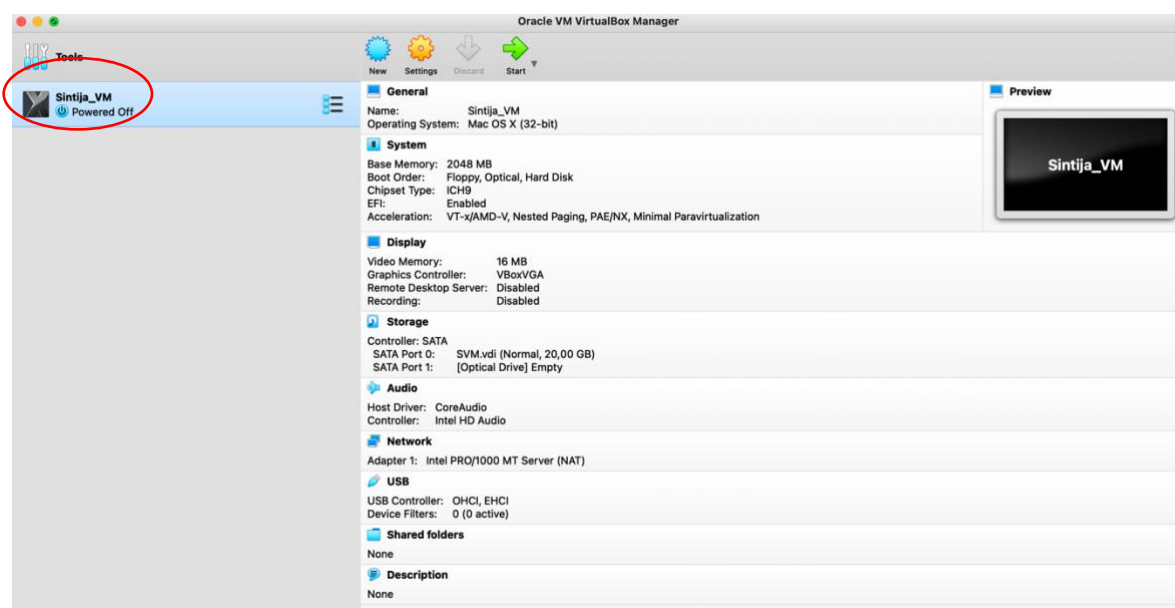 Oracle VM VirtualBox Manager
Tools
New Settings Discard Start
Sintija_VM
Powered Off
General
Name: Sintija_VM
Operating System: Mac OS X (32-bit)
System
Base Memory: 2048 MB
Boot Order: Floppy, Optical, Hard Disk
Chipset Type: ICH9
EFI: Enabled
Acceleration: VT-x/AMD-V, Nested Paging, PAE/NX, Minimal Paravirtualization
Display
Video Memory: 16 MB
Graphics Controller: VBoxVGA
Remote Desktop Server: Disabled
Recording: Disabled
Storage
Controller: SATA
SATA Port 0: SVM.vdi (Normal, 20,00 GB)
SATA Port 1: [Optical Drive] Empty
Audio
Host Driver: CoreAudio
Controller: Intel HD Audio
Network
Adapter 1: Intel PRO/1000 MT Server (NAT)
USB
USB Controller: OHCI, EHCI
Device Filters: 0 (0 active)
Shared folders
None
Description
None
Preview
Sintija_VM